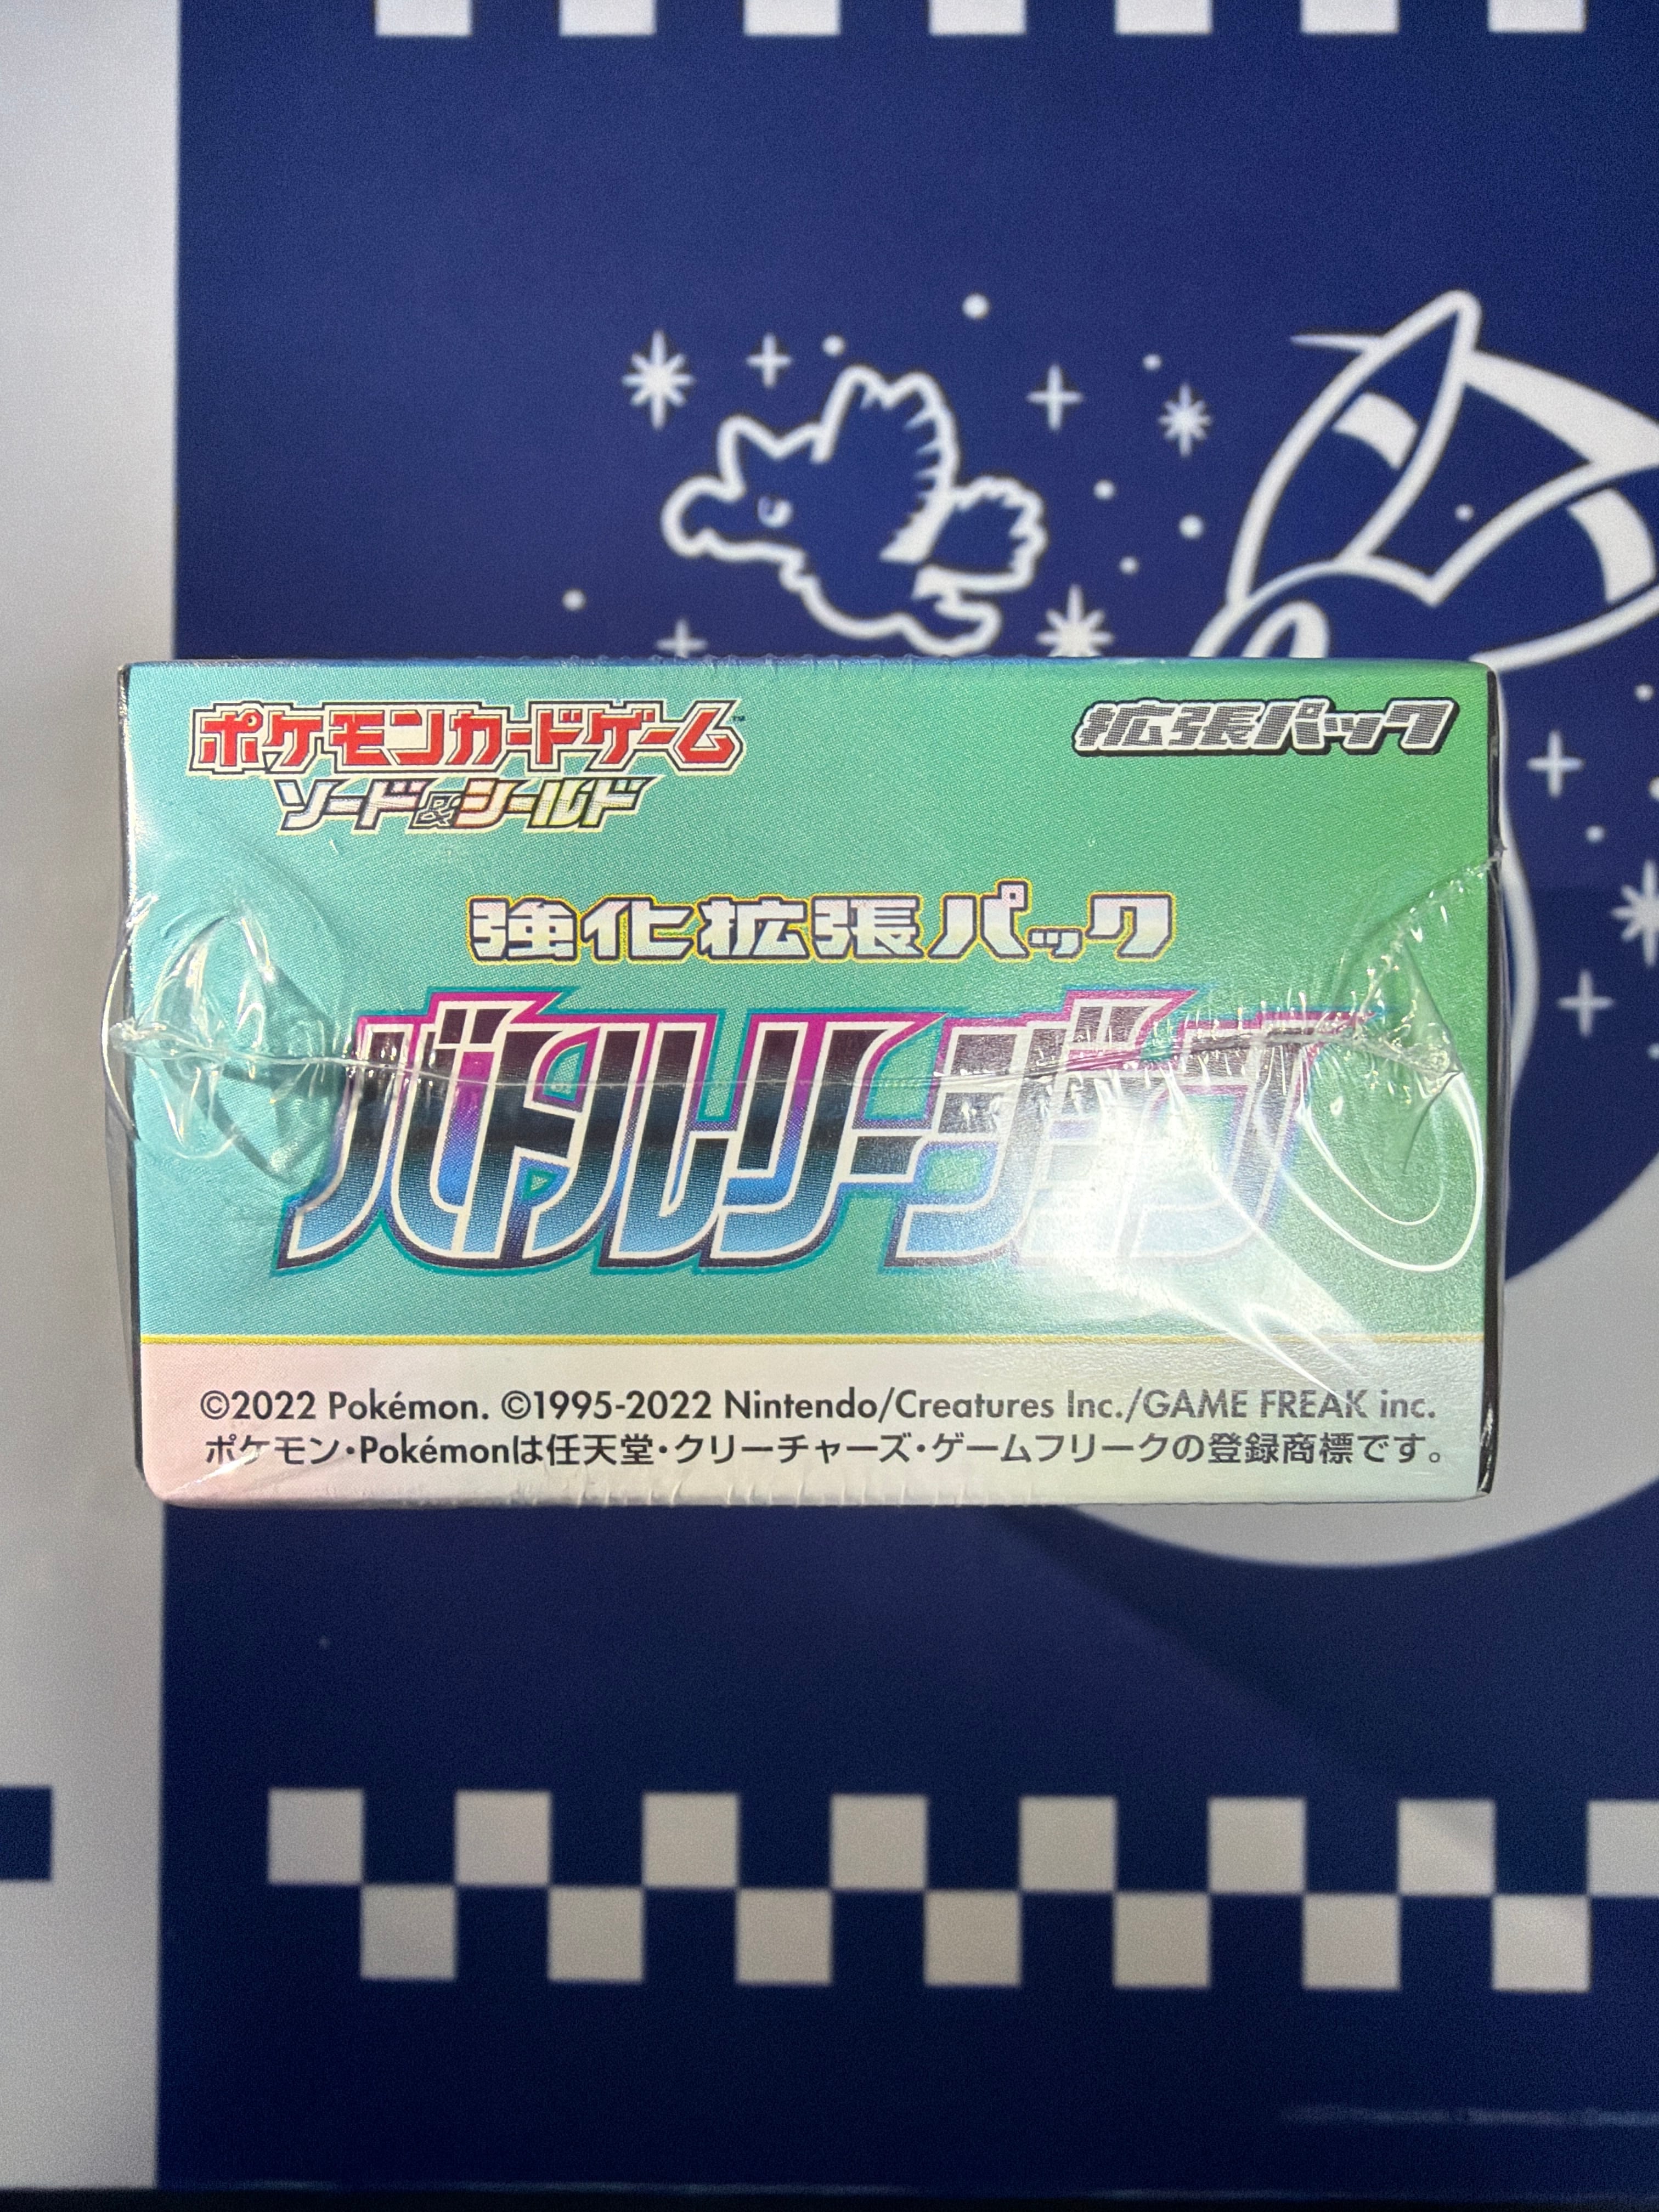 ポケモンカードゲーム™
拡張パック
ソード&シールド
強化拡張パック
バトルリージョン
©2022 Pokémon. ©1995-2022 Nintendo/Creatures Inc./GAME FREAK inc.
ポケモン・Pokémonは任天堂・クリーチャーズ・ゲームフリークの登録商標です。